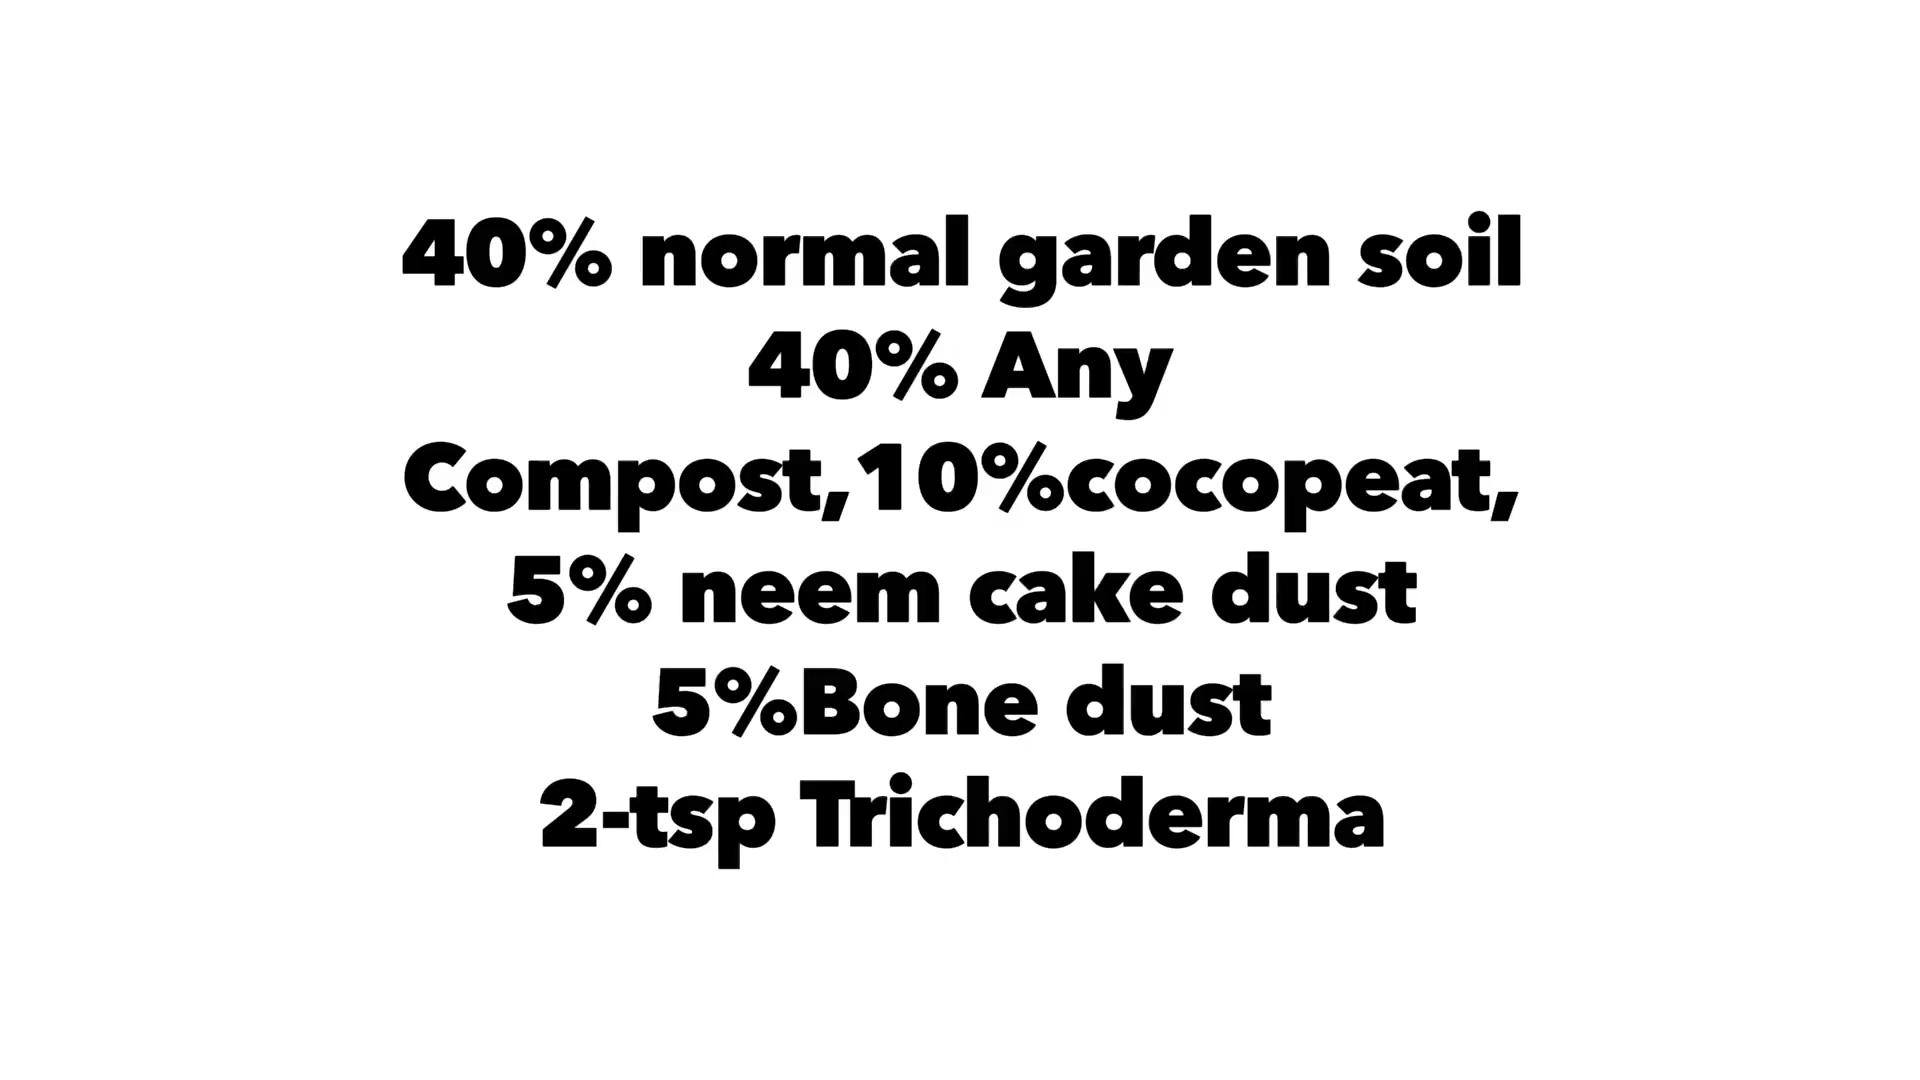 40% normal garden soil
40% Any
Compost,10%cocopeat,
5% neem cake dust
5%Bone dust
2-tsp Trichoderma